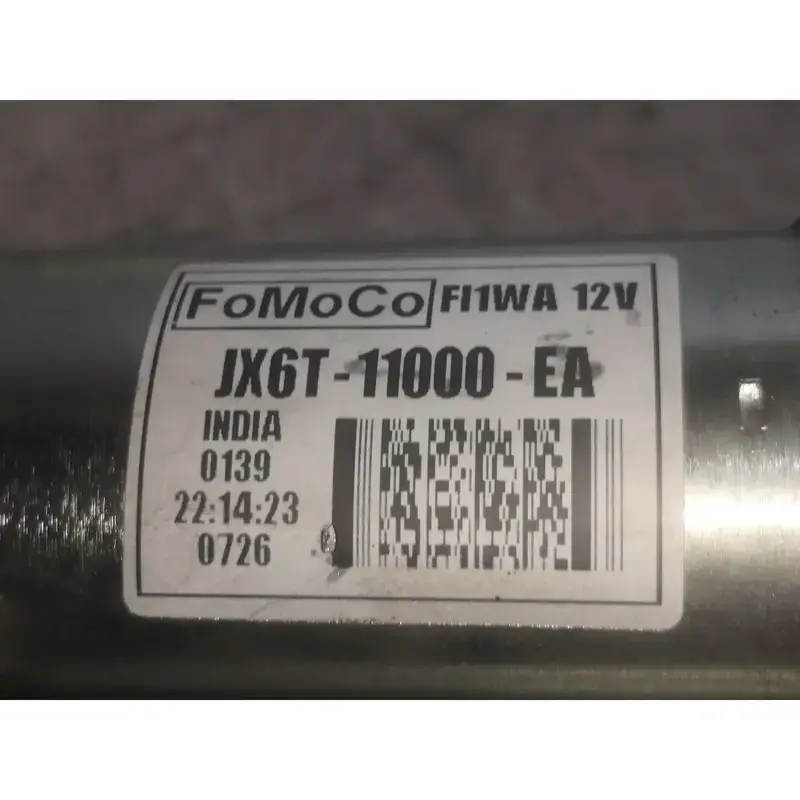 FoMoCo FI1WA 12V
JX6T-11000-EA
INDIA
0139
22:14:23
0726